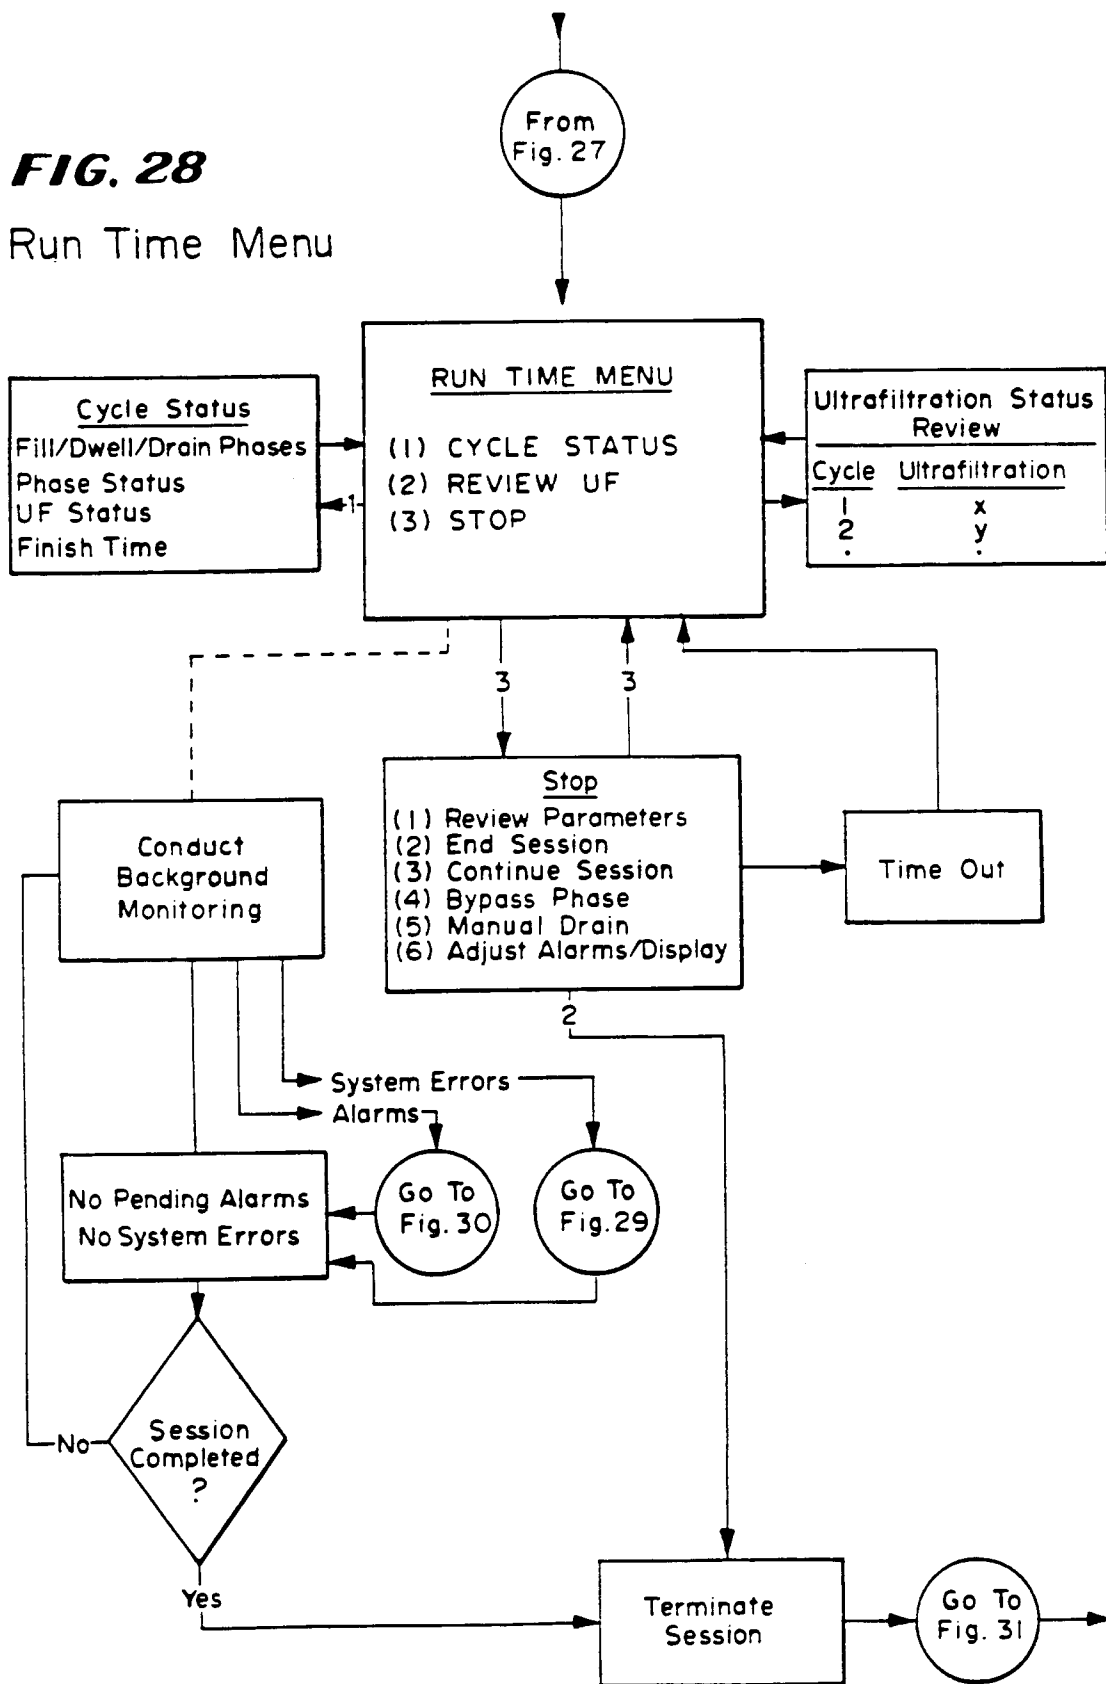 From
Fig. 27
FIG. 28
Run Time Menu
RUN TIME MENU
(1) CYCLE STATUS
(2) REVIEW UF
(3) STOP
Cycle Status
Fill/Dwell/Drain Phases
Phase Status
UF Status
Finish Time
1
Ultrafiltration Status
Review
Cycle Ultrafiltration
1 x
2 y
. .
3
3
Stop
(1) Review Parameters
(2) End Session
(3) Continue Session
(4) Bypass Phase
(5) Manual Drain
(6) Adjust Alarms/Display
Time Out
Conduct
Background
Monitoring
2
System Errors
Alarms
No Pending Alarms
No System Errors
Go To
Fig. 30
Go To
Fig. 29
Session
Completed
?
No
Yes
Terminate
Session
Go To
Fig. 31